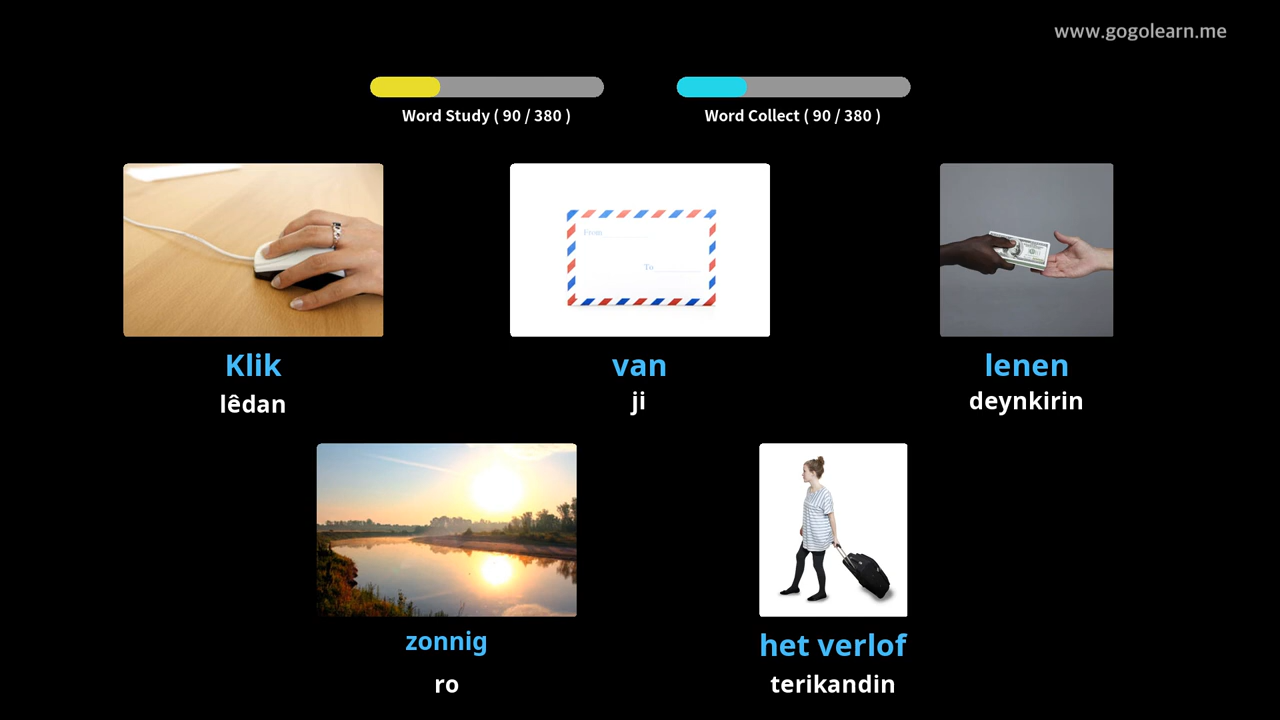 www.gogolearn.me
Word Study ( 90 / 380 )
Word Collect ( 90 / 380 )
From
To
Klik
lêdan
van
ji
lenen
deynkirin
zonnig
ro
het verlof
terikandin